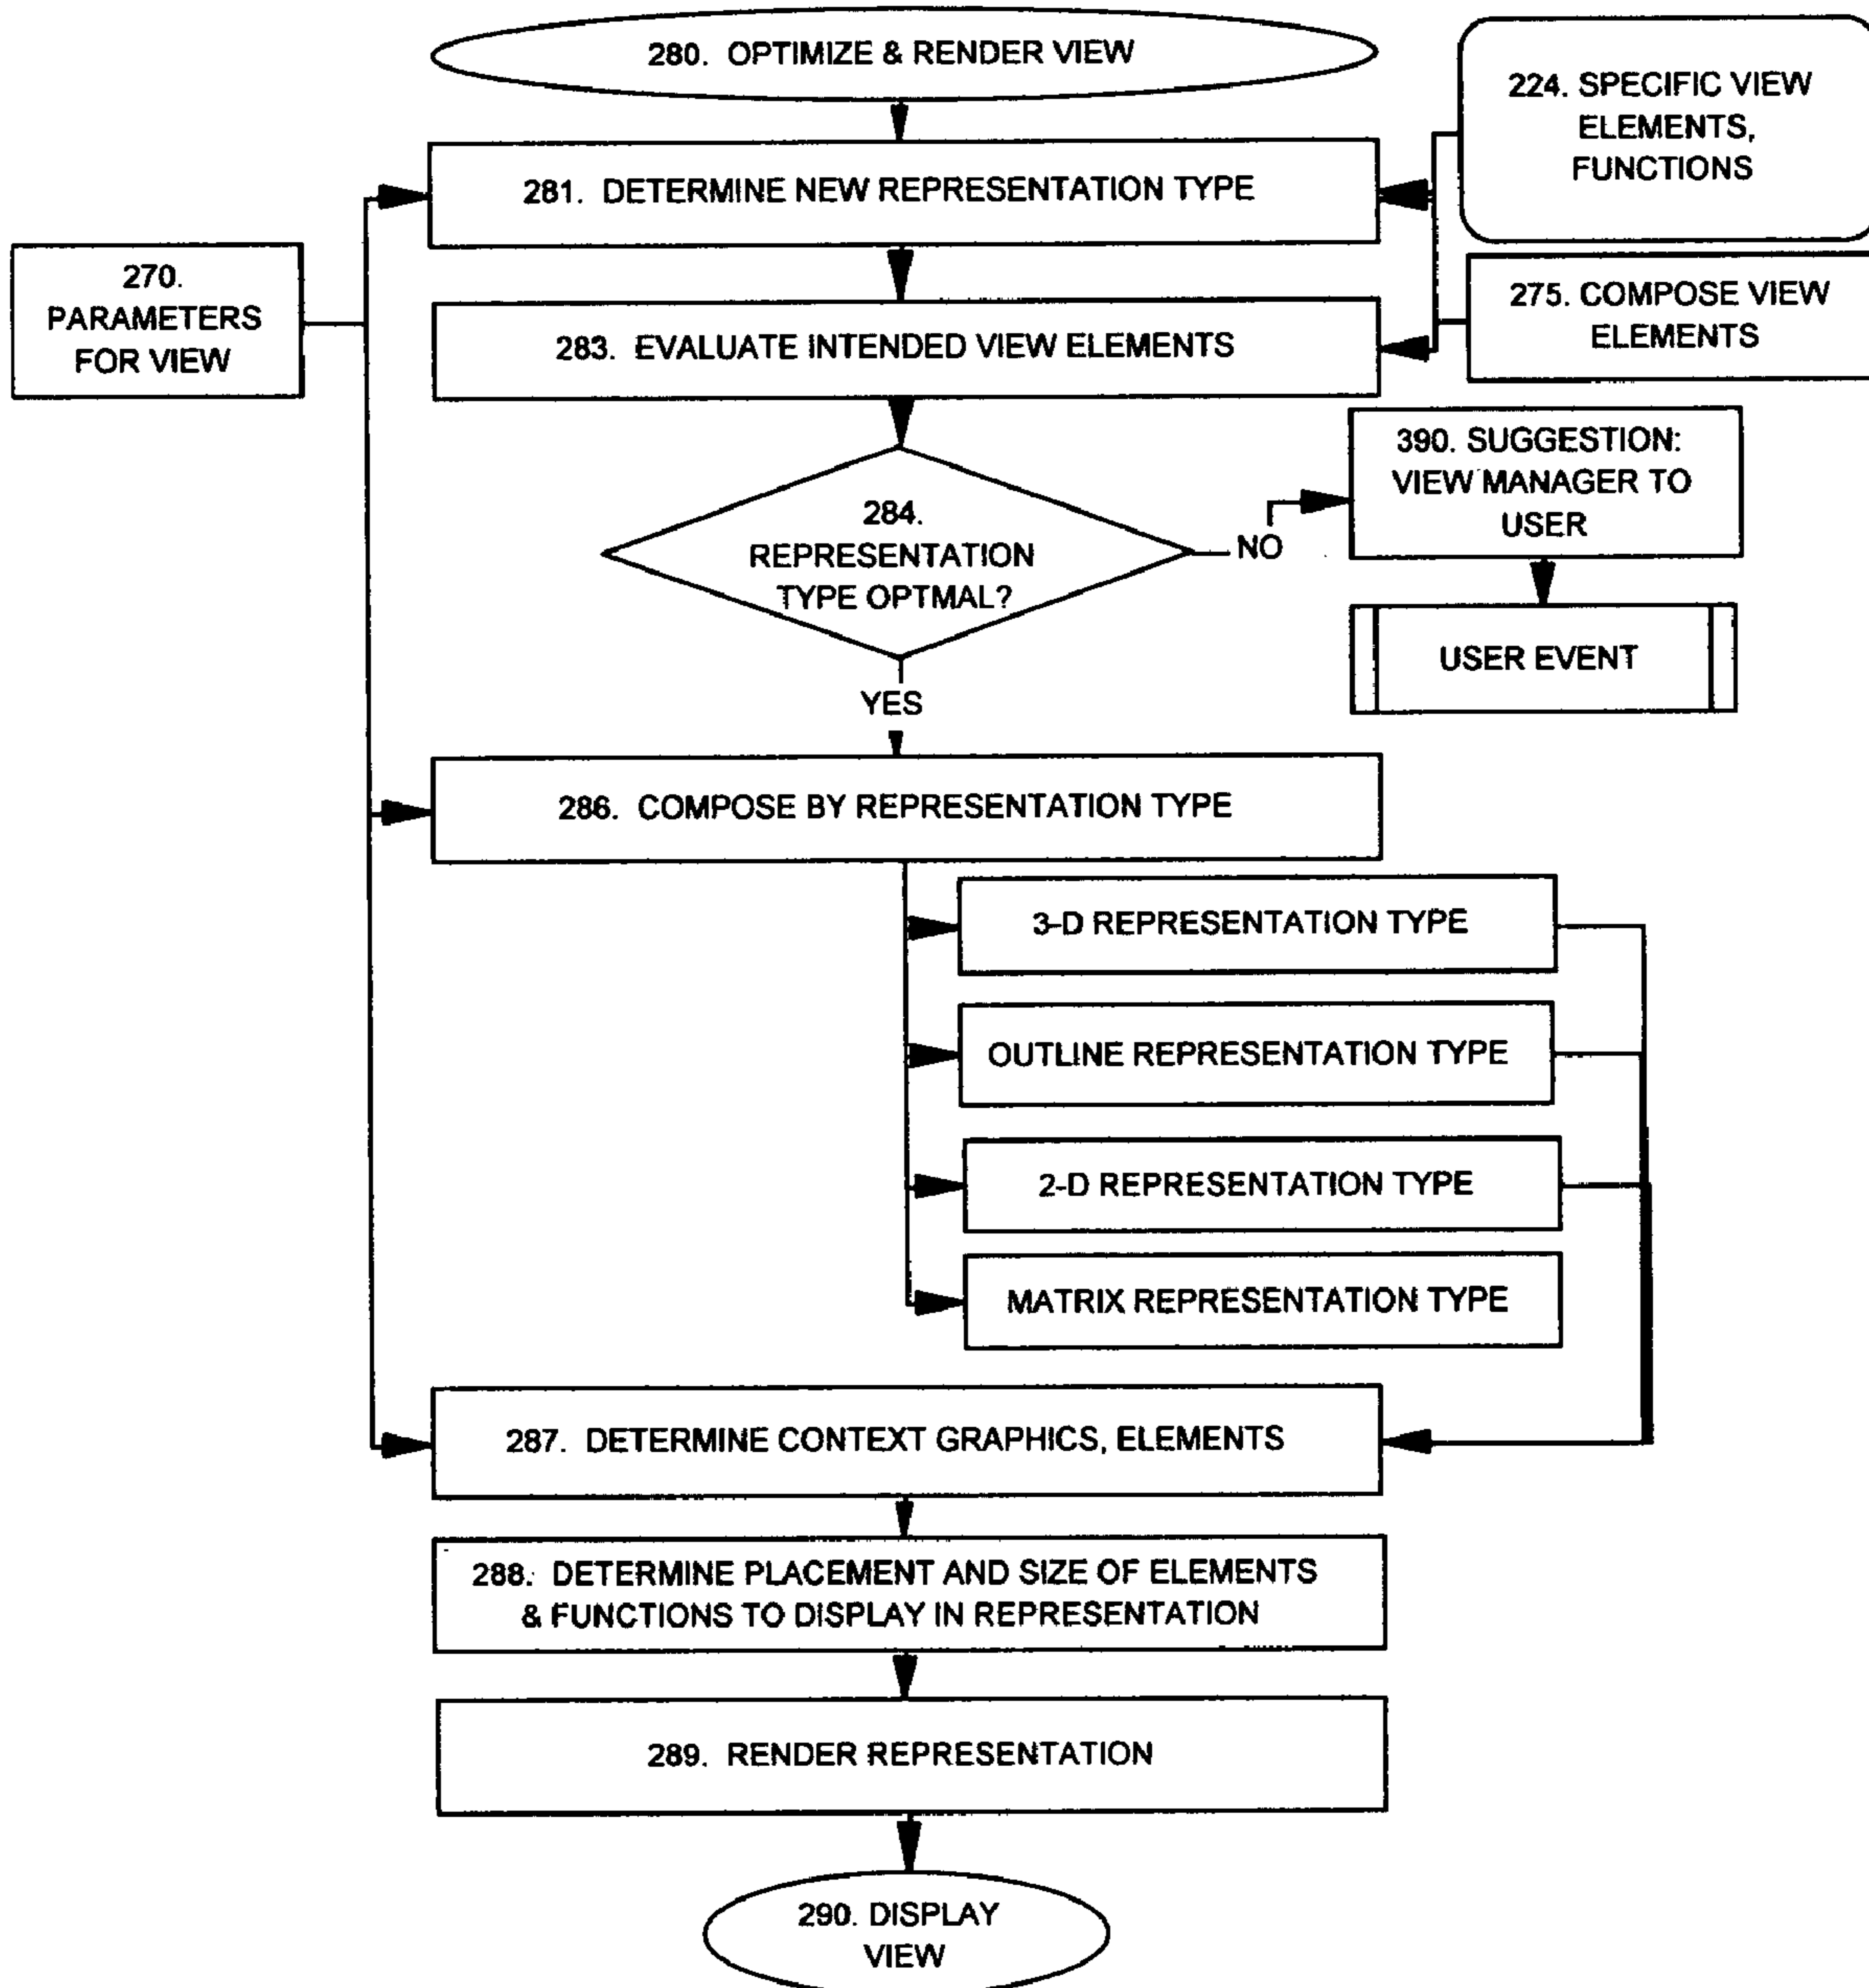 280. OPTIMIZE & RENDER VIEW
224. SPECIFIC VIEW
ELEMENTS,
FUNCTIONS
281. DETERMINE NEW REPRESENTATION TYPE
270.
PARAMETERS
FOR VIEW
275. COMPOSE VIEW
ELEMENTS
283. EVALUATE INTENDED VIEW ELEMENTS
390. SUGGESTION:
VIEW MANAGER TO
USER
284.
REPRESENTATION
TYPE OPTMAL?
NO
USER EVENT
YES
286. COMPOSE BY REPRESENTATION TYPE
3-D REPRESENTATION TYPE
OUTLINE REPRESENTATION TYPE
2-D REPRESENTATION TYPE
MATRIX REPRESENTATION TYPE
287. DETERMINE CONTEXT GRAPHICS, ELEMENTS
288. DETERMINE PLACEMENT AND SIZE OF ELEMENTS
& FUNCTIONS TO DISPLAY IN REPRESENTATION
289. RENDER REPRESENTATION
290. DISPLAY
VIEW